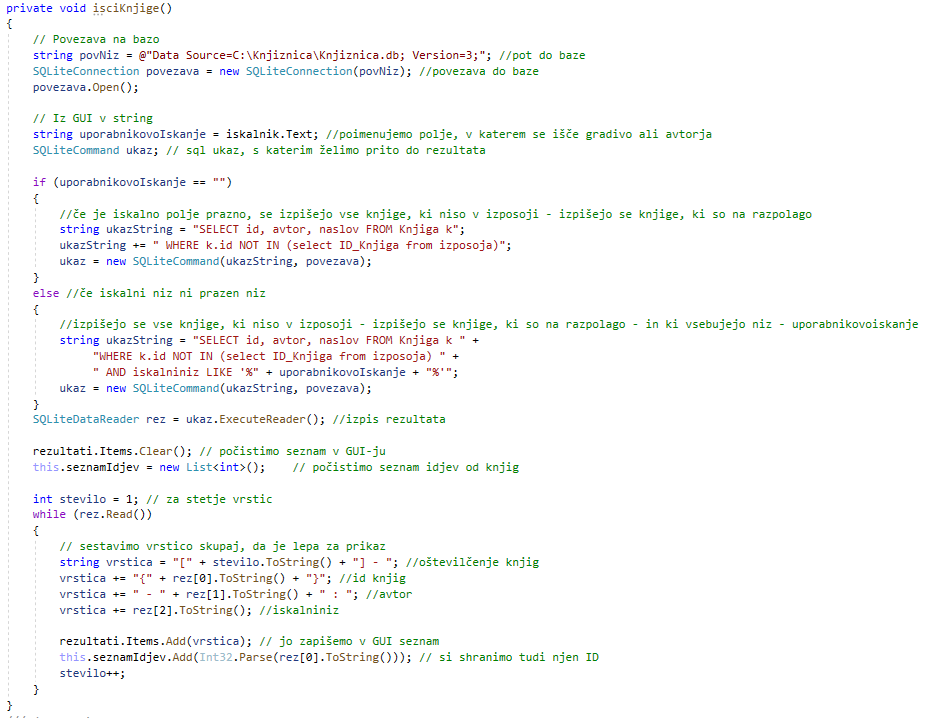 private void isciKnjige()
{
    // Povezava na bazo
    string povNiz = @"Data Source=C:\Knjiznica\Knjiznica.db; Version=3;"; //pot do baze
    SQLiteConnection povezava = new SQLiteConnection(povNiz); //povezava do baze
    povezava.Open();

    // Iz GUI v string
    string uporabnikovoIskanje = iskalnik.Text; //poimenujemo polje, v katerem se išče gradivo ali avtorja
    SQLiteCommand ukaz; // sql ukaz, s katerim želimo prito do rezultata

    if (uporabnikovoIskanje == "")
    {
        //če je iskalno polje prazno, se izpišejo vse knjige, ki niso v izposoji - izpišejo se knjige, ki so na razpolago
        string ukazString = "SELECT id, avtor, naslov FROM Knjiga k";
        ukazString += " WHERE k.id NOT IN (select ID_Knjiga from izposoja)";
        ukaz = new SQLiteCommand(ukazString, povezava);
    }
    else //če iskalni niz ni prazen niz
    {
        //izpišejo se vse knjige, ki niso v izposoji - izpišejo se knjige, ki so na razpolago - in ki vsebujejo niz - uporabnikovoiskanje
        string ukazString = "SELECT id, avtor, naslov FROM Knjiga k " +
             "WHERE k.id NOT IN (select ID_Knjiga from izposoja) " +
             " AND iskalniniz LIKE '%" + uporabnikovoIskanje + "%'";
        ukaz = new SQLiteCommand(ukazString, povezava);
    }
    SQLiteDataReader rez = ukaz.ExecuteReader(); //izpis rezultata

    rezultati.Items.Clear(); // počistimo seznam v GUI-ju
    this.seznamIdjev = new List<int>();    // počistimo seznam idjev od knjig

    int stevilo = 1; // za stetje vrstic
    while (rez.Read())
    {
        // sestavimo vrstico skupaj, da je lepa za prikaz
        string vrstica = "[" + stevilo.ToString() + "] - "; //oštevilčenje knjig
        vrstica += "{" + rez[0].ToString() + "}"; //id knjig
        vrstica += " - " + rez[1].ToString() + " : "; //avtor
        vrstica += rez[2].ToString(); //iskalniniz

        rezultati.Items.Add(vrstica); // jo zapišemo v GUI seznam
        this.seznamIdjev.Add(Int32.Parse(rez[0].ToString())); // si shranimo tudi njen ID
        stevilo++;
    }
}